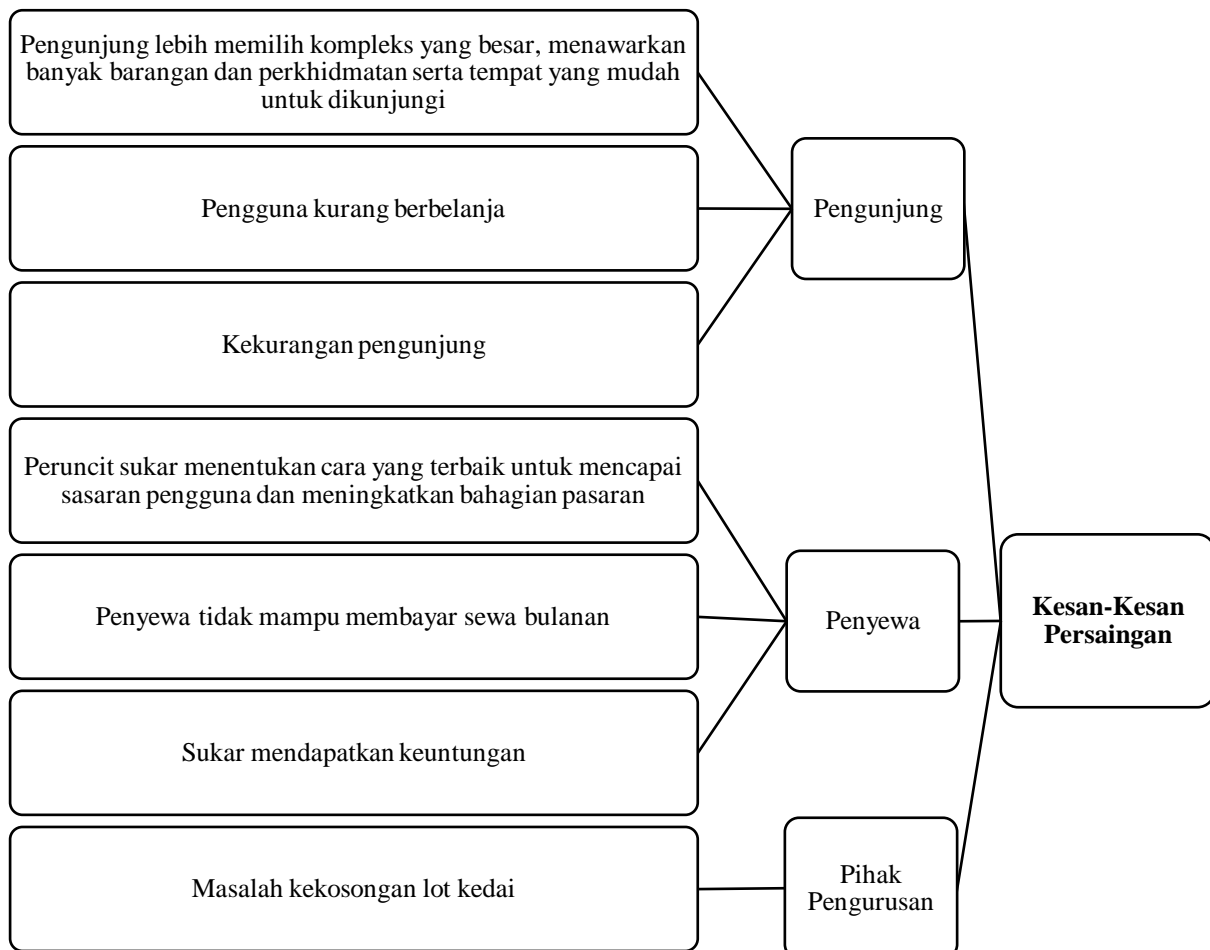 Pengunjung lebih memilih kompleks yang besar, menawarkan
banyak barangan dan perkhidmatan serta tempat yang mudah
untuk dikunjungi
Pengguna kurang berbelanja
Kekurangan pengunjung
Pengunjung
Peruncit sukar menentukan cara yang terbaik untuk mencapai
sasaran pengguna dan meningkatkan bahagian pasaran
Penyewa tidak mampu membayar sewa bulanan
Sukar mendapatkan keuntungan
Penyewa
Masalah kekosongan lot kedai
Pihak
Pengurusan
Kesan-Kesan
Persaingan